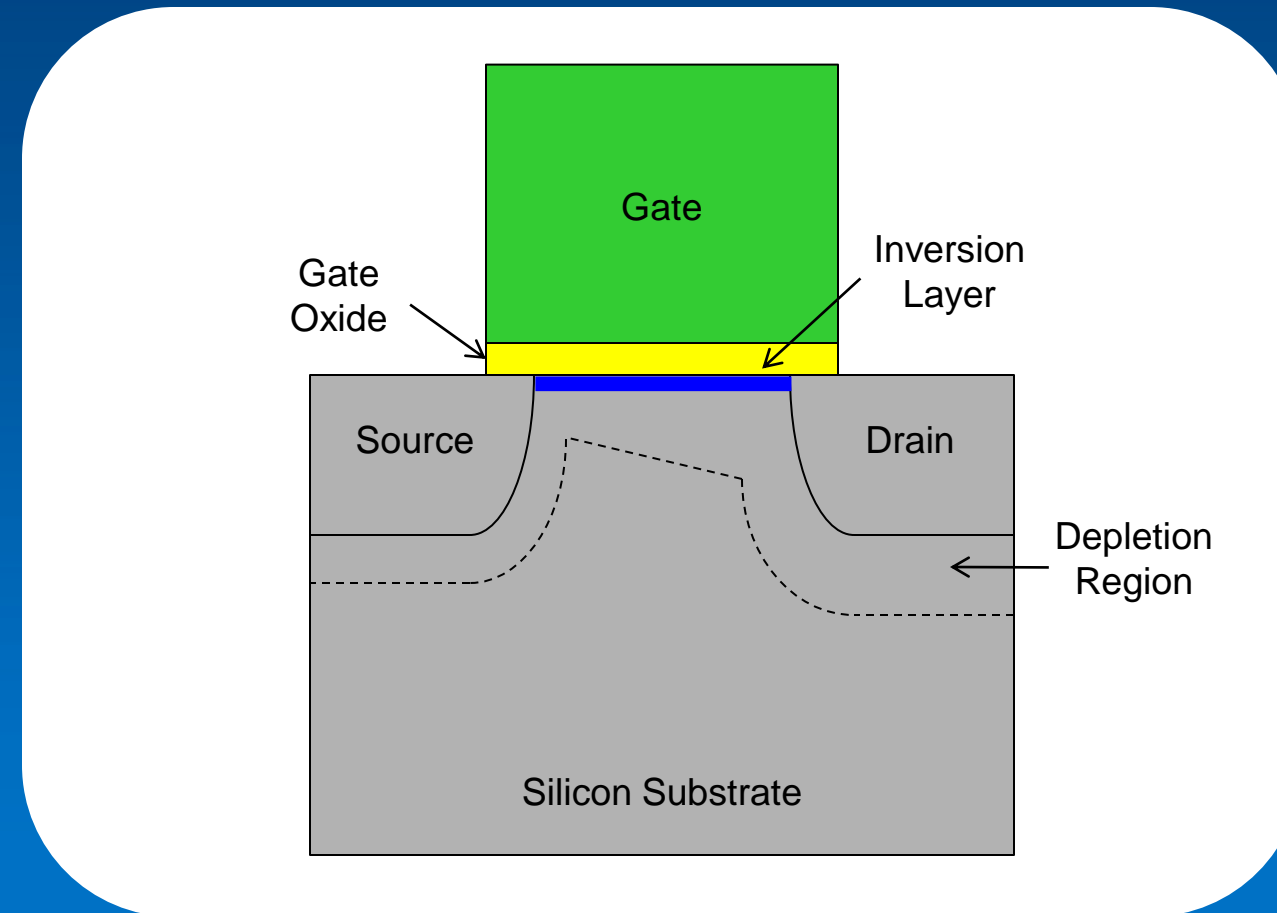 Gate
Inversion
Layer
Gate
Oxide
Source
Drain
Depletion
Region
Silicon Substrate